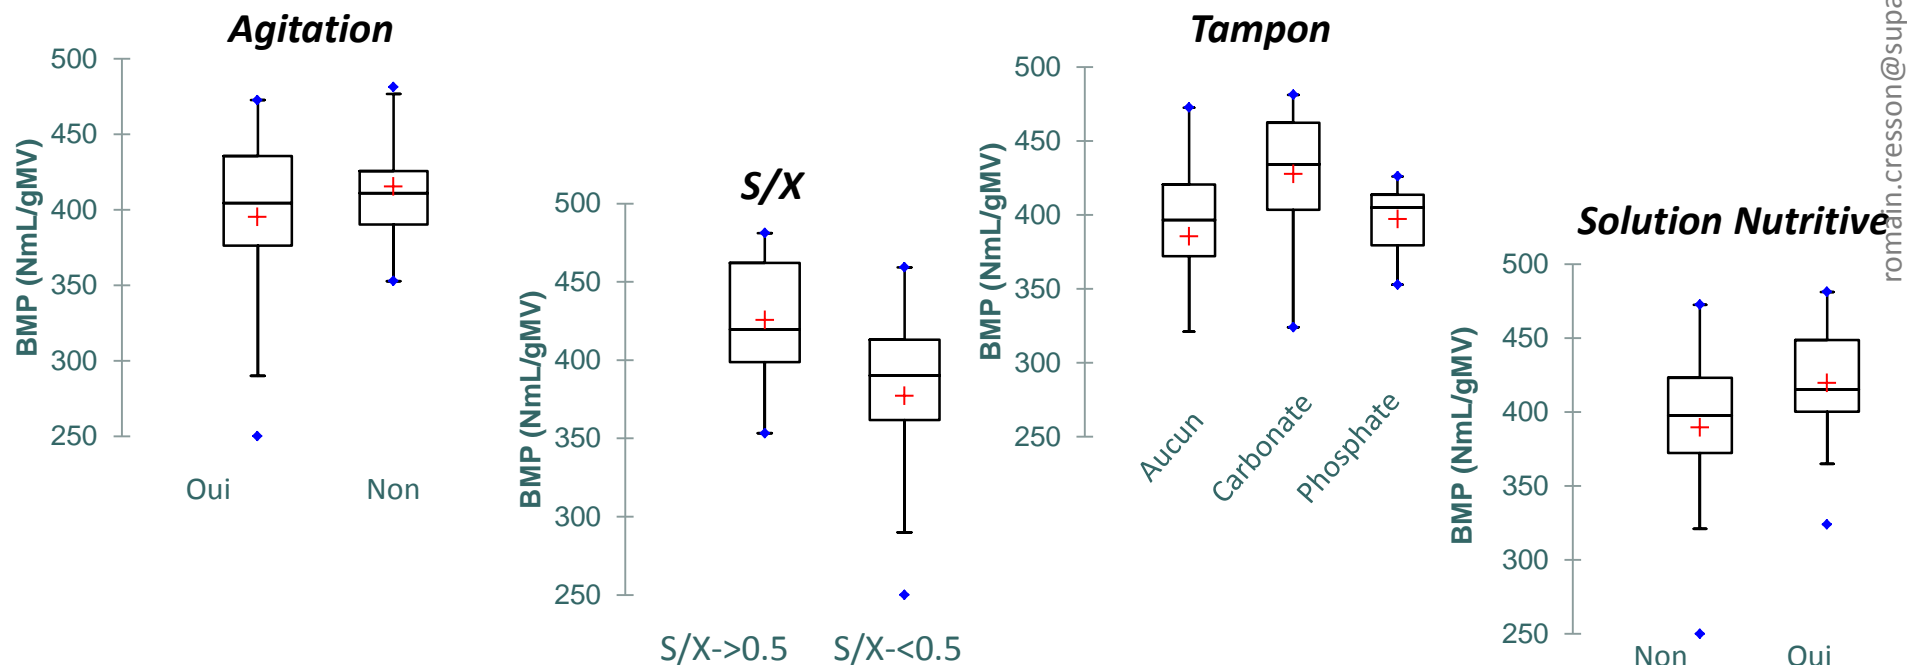 Agitation
BMP (NmL/gMV)
500
450
400
350
300
250
Oui Non
S/X
BMP (NmL/gMV)
500
450
400
350
300
250
S/X->0.5 S/X-<0.5
Tampon
BMP (NmL/gMV)
500
450
400
350
300
250
Aucun
Carbonate
Phosphate
Solution Nutritive
BMP (NmL/gMV)
500
450
400
350
300
250
Non Oui
romain.cresson@supa